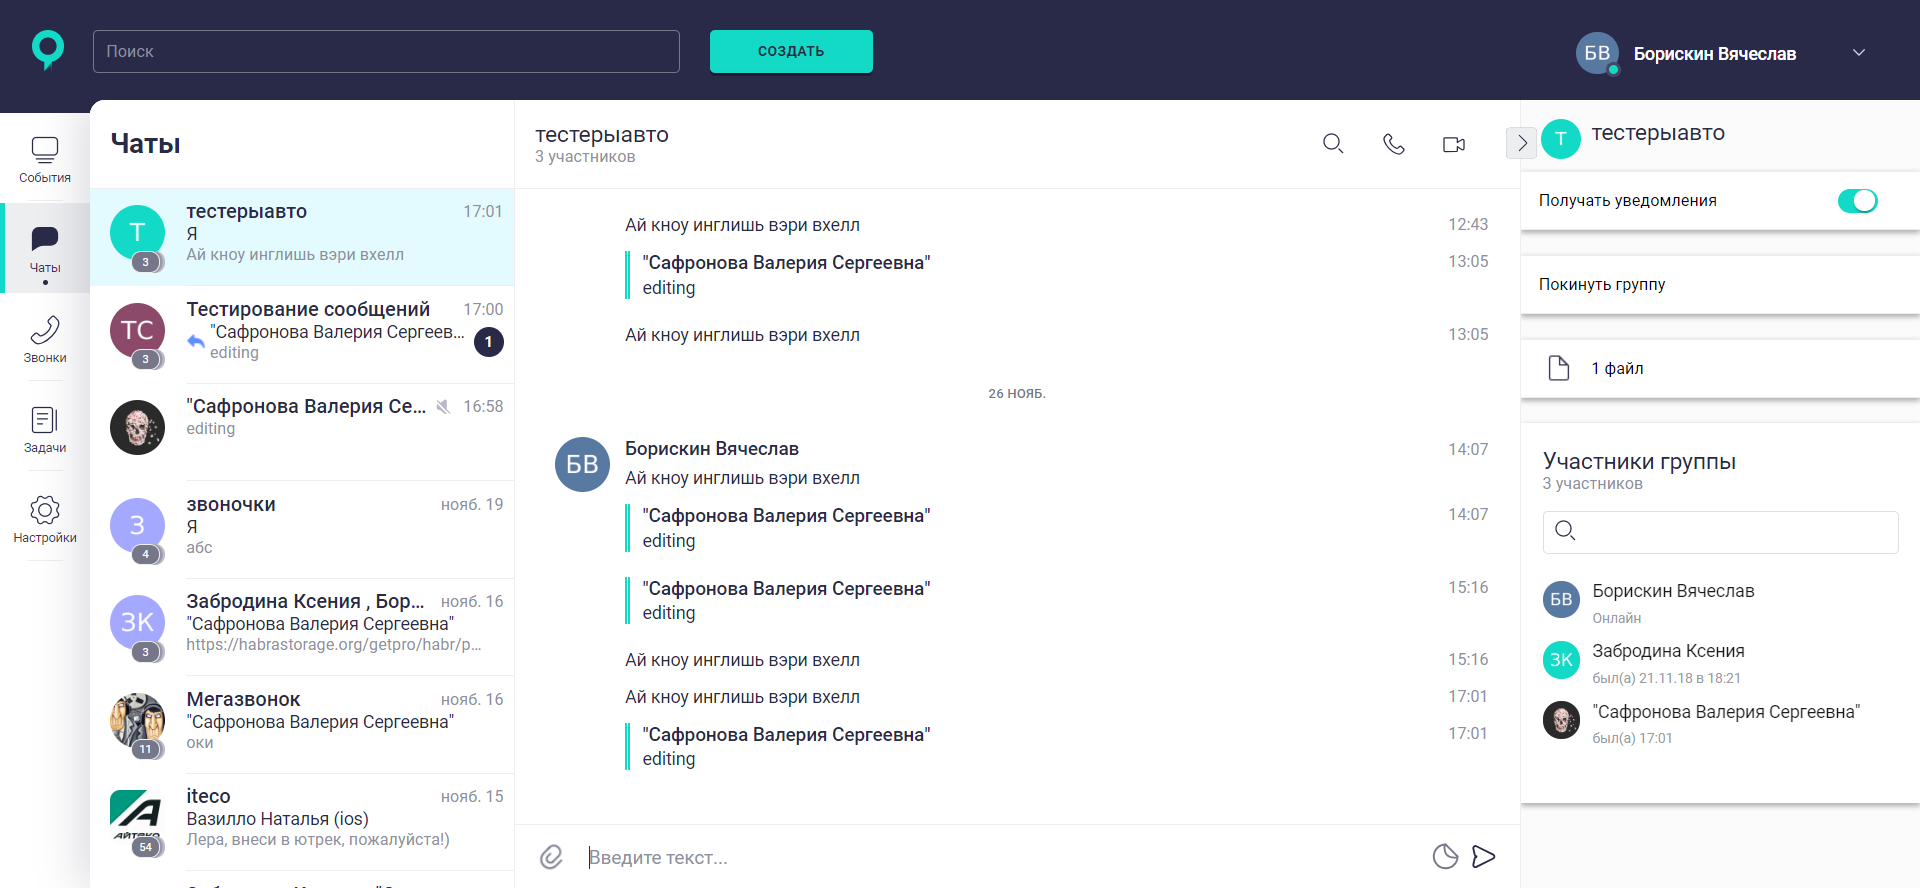 Поиск
СОЗДАТЬ
БВ
Борискин Вячеслав
События
Чаты
Звонки
Задачи
Настройки
Чаты
Т
3
тестерыавто
17:01
Я
Ай кноу инглишь вэри вхелл
ТС
3
Тестирование сообщений
17:00
"Сафронова Валерия Сергеев...
editing
1
"Сафронова Валерия Се...
16:58
editing
З
4
звоночки
нояб. 19
Я
абс
ЗК
3
Забродина Ксения , Бор...
нояб. 16
"Сафронова Валерия Сергеевна"
https://habrastorage.org/getpro/habr/p...
11
Мегазвонок
нояб. 16
"Сафронова Валерия Сергеевна"
оки
АЙТЕКО
54
iteco
нояб. 15
Вазилло Наталья (ios)
Лера, внеси в ютрек, пожалуйста!)
тестерыавто
3 участников
Ай кноу инглишь вэри вхелл
12:43
"Сафронова Валерия Сергеевна"
13:05
editing
Ай кноу инглишь вэри вхелл
13:05
26 НОЯБ.
БВ
Борискин Вячеслав
14:07
Ай кноу инглишь вэри вхелл
"Сафронова Валерия Сергеевна"
14:07
editing
"Сафронова Валерия Сергеевна"
15:16
editing
Ай кноу инглишь вэри вхелл
15:16
Ай кноу инглишь вэри вхелл
17:01
"Сафронова Валерия Сергеевна"
17:01
editing
Введите текст...
Т
тестерыавто
Получать уведомления
Покинуть группу
1 файл
Участники группы
3 участников
БВ
Борискин Вячеслав
Онлайн
ЗК
Забродина Ксения
был(а) 21.11.18 в 18:21
"Сафронова Валерия Сергеевна"
был(а) 17:01